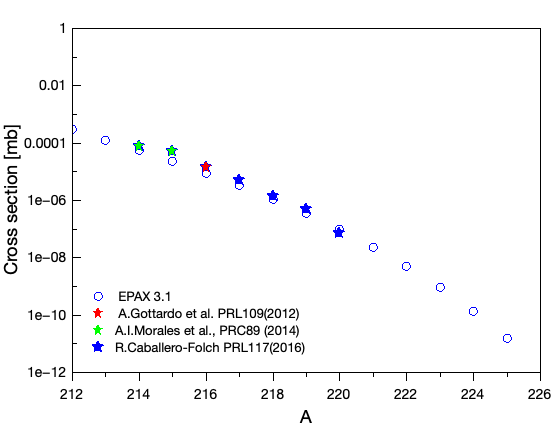 1
0.01
0.0001
1e-06
1e-08
1e-10
1e-12
Cross section [mb]
EPAX 3.1
A.Gottardo et al. PRL109(2012)
A.I.Morales et al., PRC89 (2014)
R.Caballero-Folch PRL117(2016)
212 214 216 218 220 222 224 226
A